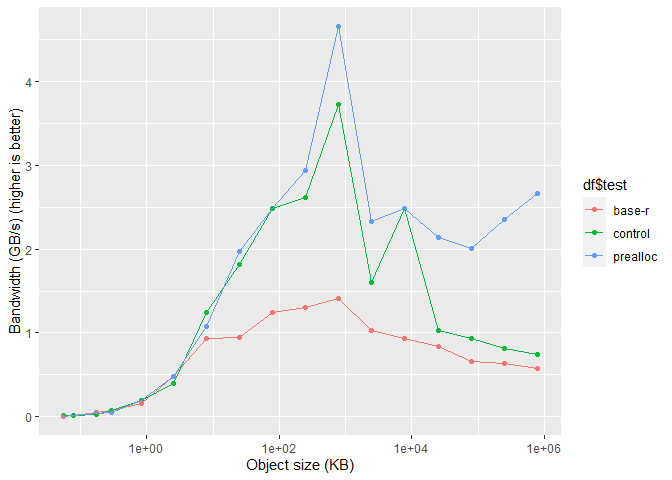 4
3
2
1
0
Bandwidth (GB/s) (higher is better)
1e+00
1e+02
1e+04
1e+06
Object size (KB)
df$test
base-r
control
prealloc